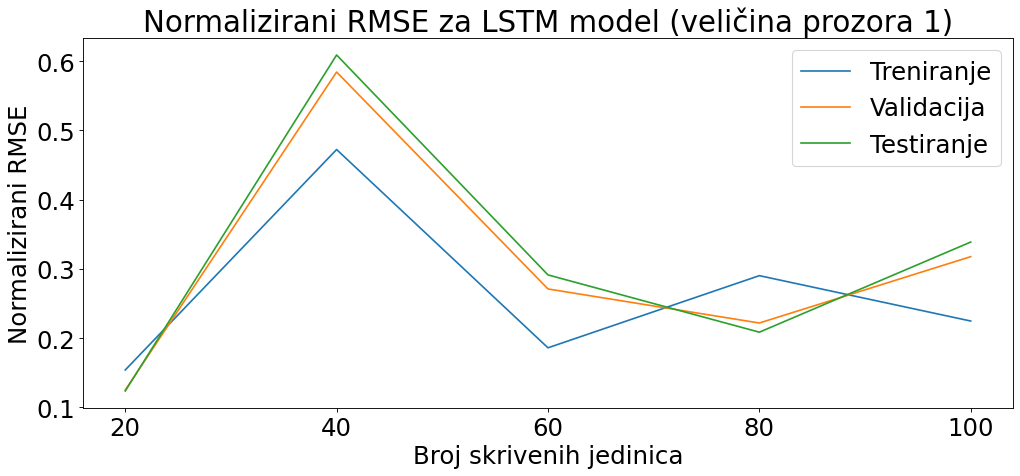 Normalizirani RMSE za LSTM model (veličina prozora 1)
Treniranje
Validacija
Testiranje
Normalizirani RMSE
0.6
0.5
0.4
0.3
0.2
0.1
20 40 60 80 100
Broj skrivenih jedinica